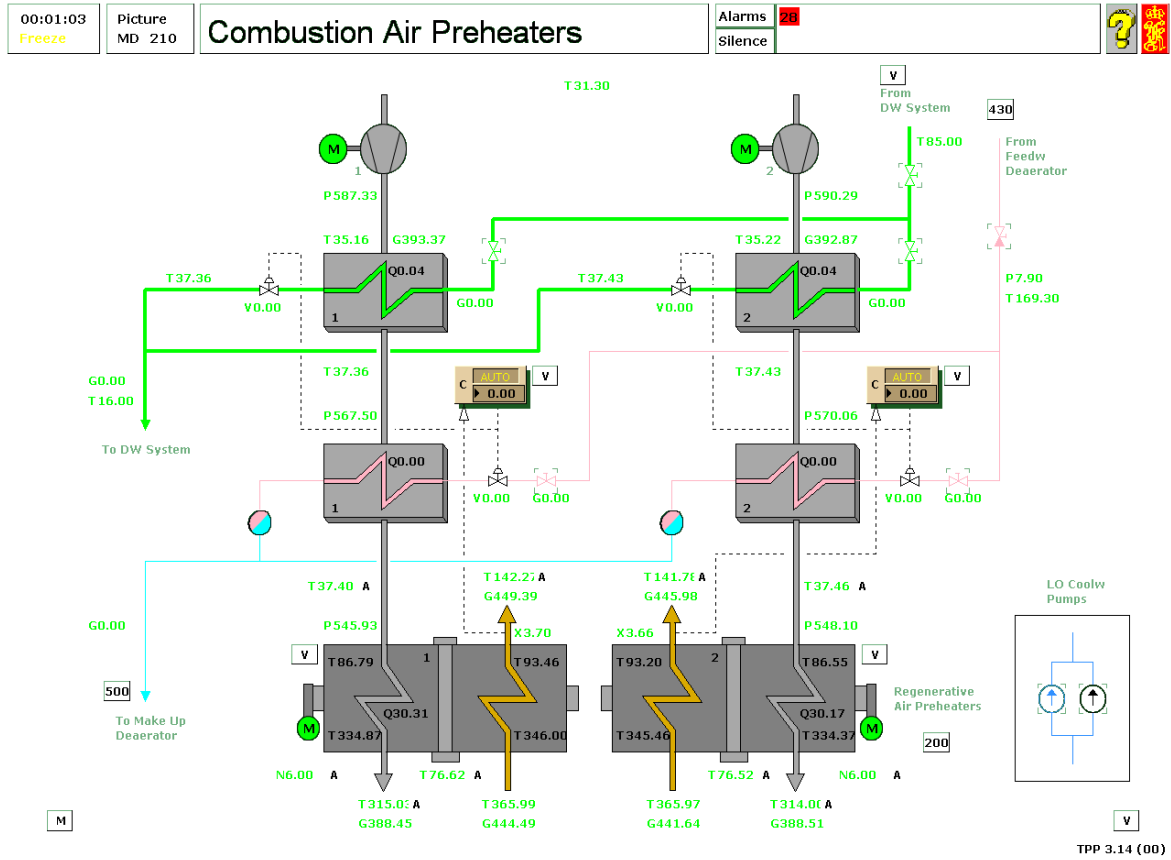 00:01:03
Freeze
Picture
MD 210
Combustion Air Preheaters
Alarms
28
Silence
?
T31.30
V
From
DW System
430
T85.00
From
Feedw
Deaerator
M
1
M
2
P587.33
P590.29
T35.16
G393.37
T35.22
G392.87
Q0.04
Q0.04
T37.36
T37.43
P7.90
T169.30
V0.00
G0.00
V0.00
G0.00
1
2
T37.36
T37.43
G0.00
T16.00
C
AUTO
0.00
V
C
AUTO
0.00
V
P567.50
P570.06
To DW System
Q0.00
Q0.00
V0.00
G0.00
V0.00
G0.00
1
2
T37.40 A
T142.27 A
G449.39
T141.78 A
G445.98
T37.46 A
LO Coolw
Pumps
G0.00
P545.93
X3.70
X3.66
P548.10
V
T86.79
1
T93.46
T93.20
2
T86.55
V
500
Regenerative
Air Preheaters
To Make Up
Deaerator
Q30.31
Q30.17
M
M
T334.87
T346.00
T345.46
T334.37
200
N6.00 A
T76.62 A
T76.52 A
N6.00 A
A
T365.99
T365.97
A
G388.45
G444.49
G441.64
G388.51
M
V
TPP 3.14 (00)